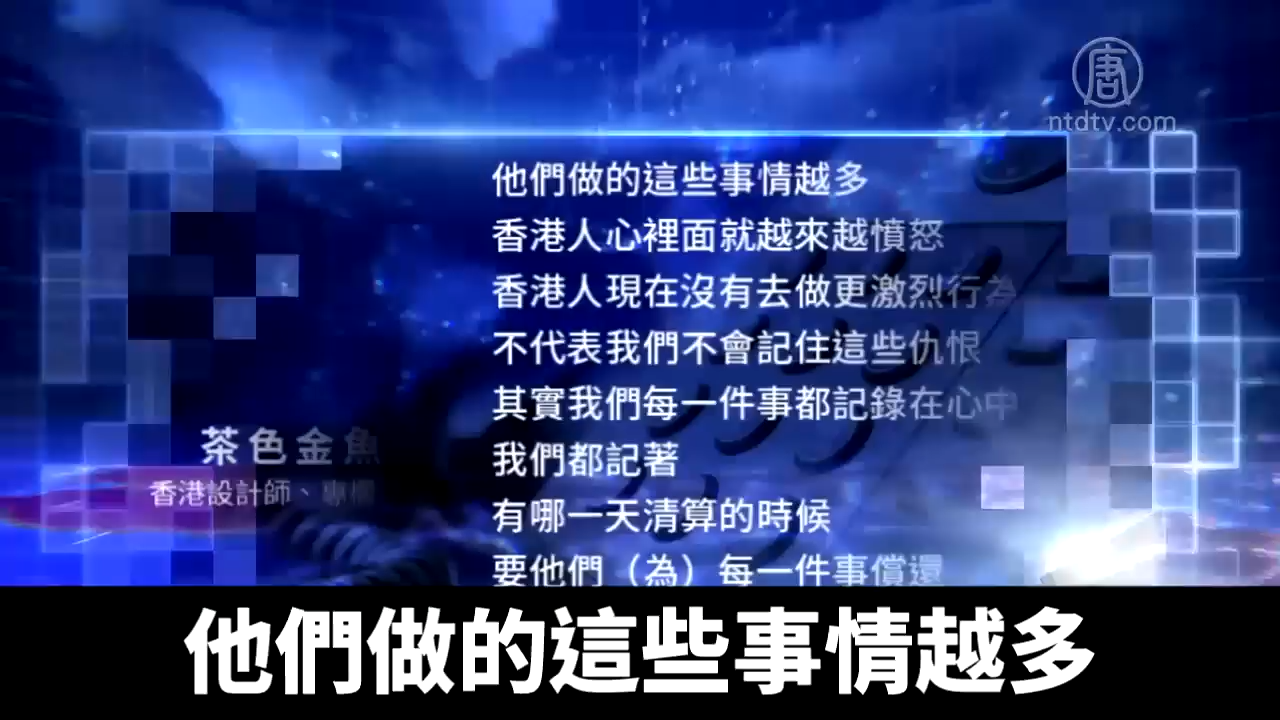 唐
ntdtv.com
他們做的這些事情越多
香港人心裡面就越來越憤怒
香港人現在沒有去做更激烈行為
不代表我們不會記住這些仇恨
其實我們每一件事都記錄在心中
我們都記著
有哪一天清算的時候
要他們（為）每一件事償還
茶色金魚
香港設計師、專欄
他們做的這些事情越多